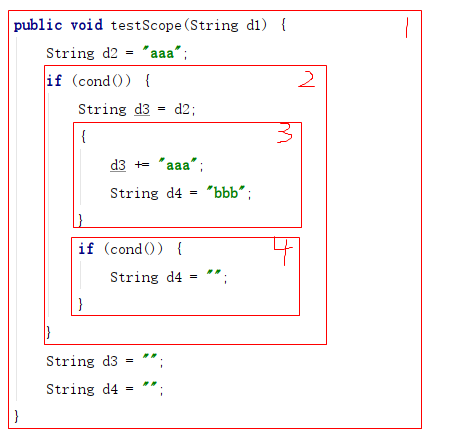 public void testScope(String d1) { 1
String d2 = "aaa";
if (cond()) { 2
String d3 = d2;
{ 3
d3 += "aaa";
String d4 = "bbb";
}
if (cond()) { 4
String d4 = "";
}
}
String d3 = "";
String d4 = "";
}